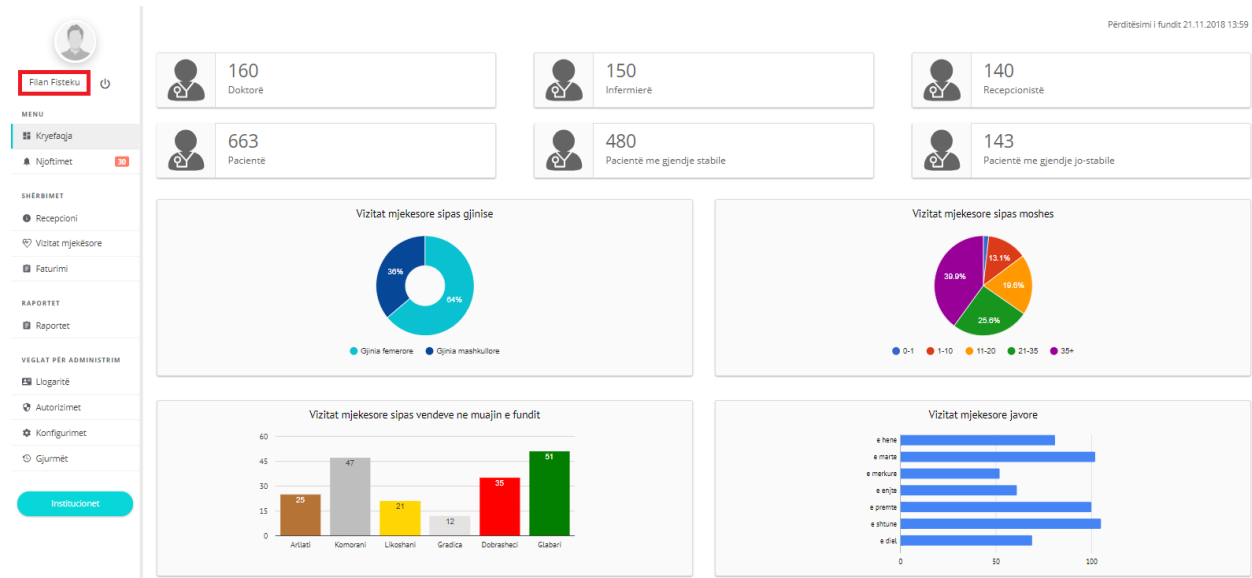 Përditësimi i fundit 21.11.2018 13:59
Filan Fisteku
MENU
Kryefaqja
Njoftimet 30
SHËRBIMET
Recepcioni
Vizitat mjekësore
Faturimi
RAPORTET
Raportet
VEGLAT PËR ADMINISTRIM
Llogaritë
Autorizimet
Konfigurimet
Gjurmët
Institucionet
160
Doktorë
150
Infermierë
140
Recepcionistë
663
Pacientë
480
Pacientë me gjendje stabile
143
Pacientë me gjendje jo-stabile
Vizitat mjekesore sipas gjinise
36%
64%
Gjinia femerore Gjinia mashkullore
Vizitat mjekesore sipas moshes
13.1%
39.9%
19.6%
25.6%
0-1 1-10 11-20 21-35 35+
Vizitat mjekesore sipas vendeve ne muajin e fundit
60
45
30
15
0
25 47 21 12 35 51
Arllati Komorani Likoshani Gradica Dobrasheci Glabari
Vizitat mjekesore javore
e hene
e marte
e merkure
e enjte
e premte
e shtune
e diel
0 50 100